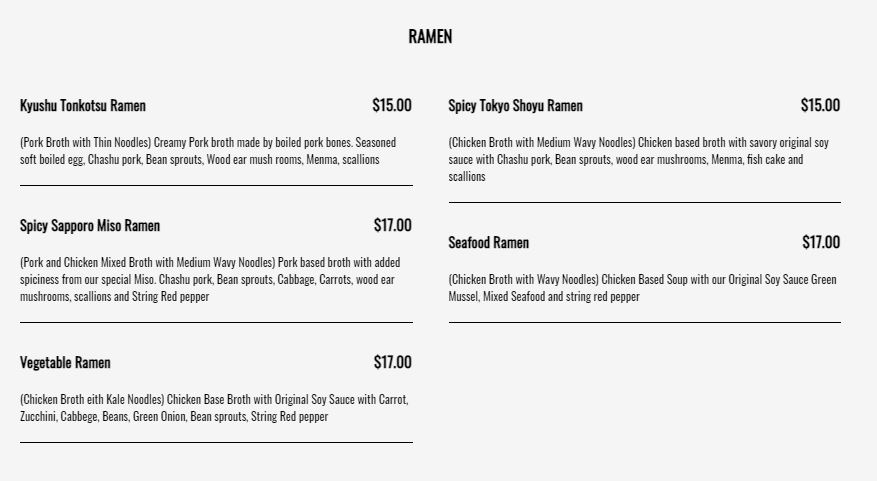 RAMEN
Kyushu Tonkotsu Ramen $15.00
(Pork Broth with Thin Noodles) Creamy Pork broth made by boiled pork bones. Seasoned
soft boiled egg, Chashu pork, Bean sprouts, Wood ear mush rooms, Menma, scallions
Spicy Sapporo Miso Ramen $17.00
(Pork and Chicken Mixed Broth with Medium Wavy Noodles) Pork based broth with added
spiciness from our special Miso. Chashu pork, Bean sprouts, Cabbage, Carrots, wood ear
mushrooms, scallions and String Red pepper
Vegetable Ramen $17.00
(Chicken Broth eith Kale Noodles) Chicken Base Broth with Original Soy Sauce with Carrot,
Zucchini, Cabbege, Beans, Green Onion, Bean sprouts, String Red pepper
Spicy Tokyo Shoyu Ramen $15.00
(Chicken Broth with Medium Wavy Noodles) Chicken based broth with savory original soy
sauce with Chashu pork, Bean sprouts, wood ear mushrooms, Menma, fish cake and
scallions
Seafood Ramen $17.00
(Chicken Broth with Wavy Noodles) Chicken Based Soup with our Original Soy Sauce Green
Mussel, Mixed Seafood and string red pepper